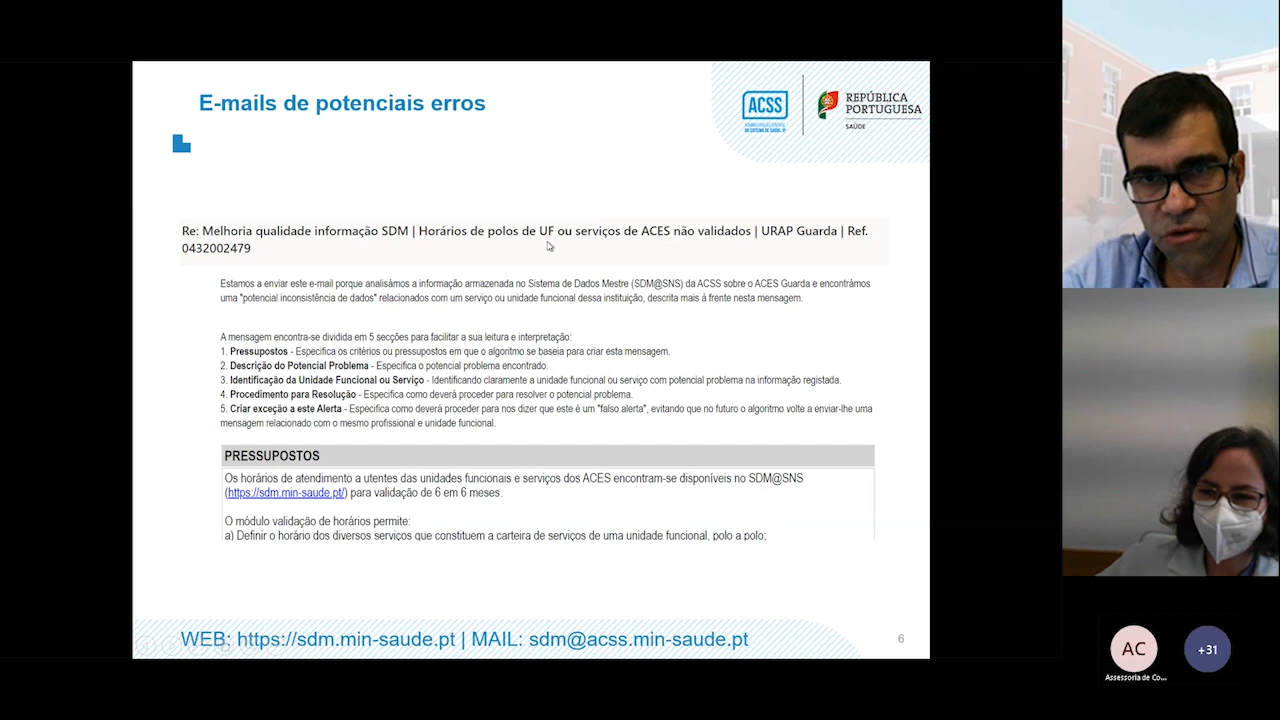 E-mails de potenciais erros
ACSS
REPÚBLICA
PORTUGUESA
SAÚDE
Re: Melhoria qualidade informação SDM | Horários de polos de UF ou serviços de ACES não validados | URAP Guarda | Ref.
0432002479
Estamos a enviar este e-mail porque analisámos a informação armazenada no Sistema de Dados Mestre (SDM@SNS) da ACSS sobre o ACES Guarda e encontrámos
uma "potencial inconsistência de dados" relacionados com um serviço ou unidade funcional dessa instituição, descrita mais à frente nesta mensagem.
A mensagem encontra-se dividida em 5 secções para facilitar a sua leitura e interpretação:
1. Pressupostos - Especifica os critérios ou pressupostos em que o algoritmo se baseia para criar esta mensagem.
2. Descrição do Potencial Problema - Especifica o potencial problema encontrado.
3. Identificação da Unidade Funcional ou Serviço - Identificando claramente a unidade funcional ou serviço com potencial problema na informação registada.
4. Procedimento para Resolução - Especifica como deverá proceder para resolver o potencial problema.
5. Criar exceção a este Alerta - Especifica como deverá proceder para nos dizer que este é um "falso alerta", evitando que no futuro o algoritmo volte a enviar-lhe uma
mensagem relacionado com o mesmo profissional e unidade funcional.
PRESSUPOSTOS
Os horários de atendimento a utentes das unidades funcionais e serviços dos ACES encontram-se disponíveis no SDM@SNS
(https://sdm.min-saude.pt/) para validação de 6 em 6 meses.
O módulo validação de horários permite:
a) Definir o horário dos diversos serviços que constituem a carteira de serviços de uma unidade funcional, polo a polo;
WEB: https://sdm.min-saude.pt | MAIL: sdm@acss.min-saude.pt
6
AC
+31
Assessoria de Co...